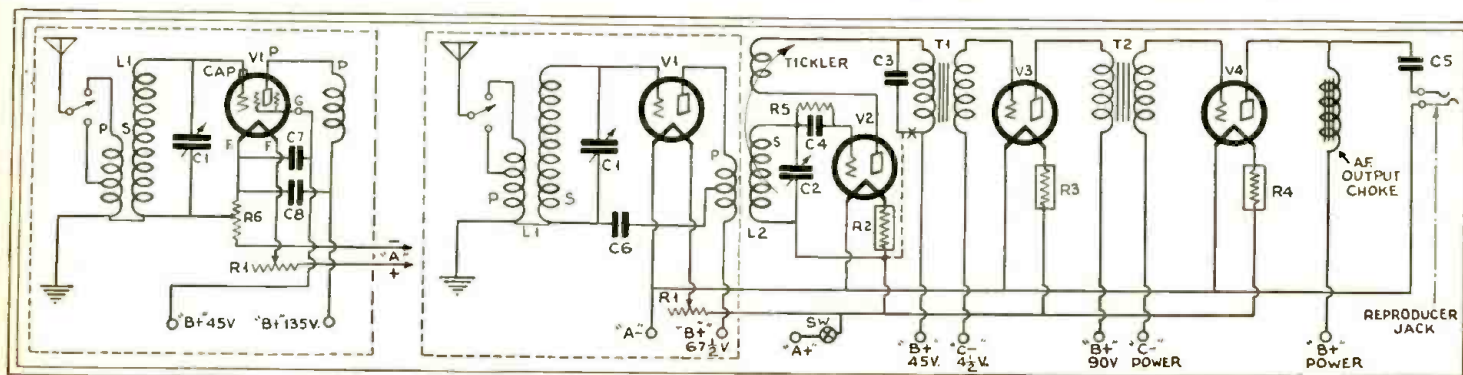 L1
CAP
V1
P
G
P
S
P
C1
F
F
C7
C8
R6
R1
-
"A"
+
"B+" 45V.
"B+" 135V.
V1
L1
P
S
C1
C6
P
R1
"A-"
"B+"
67½V
TICKLER
R5
C4
V2
S
C2
L2
R2
C3
X
T1
V3
R3
T2
V4
R4
A.F.
OUTPUT
CHOKE
C5
REPRODUCER
JACK
"A+"
SW
"B+"
45V.
"C-"
4½V.
"B+"
90V
"C-"
POWER
"B+"
POWER